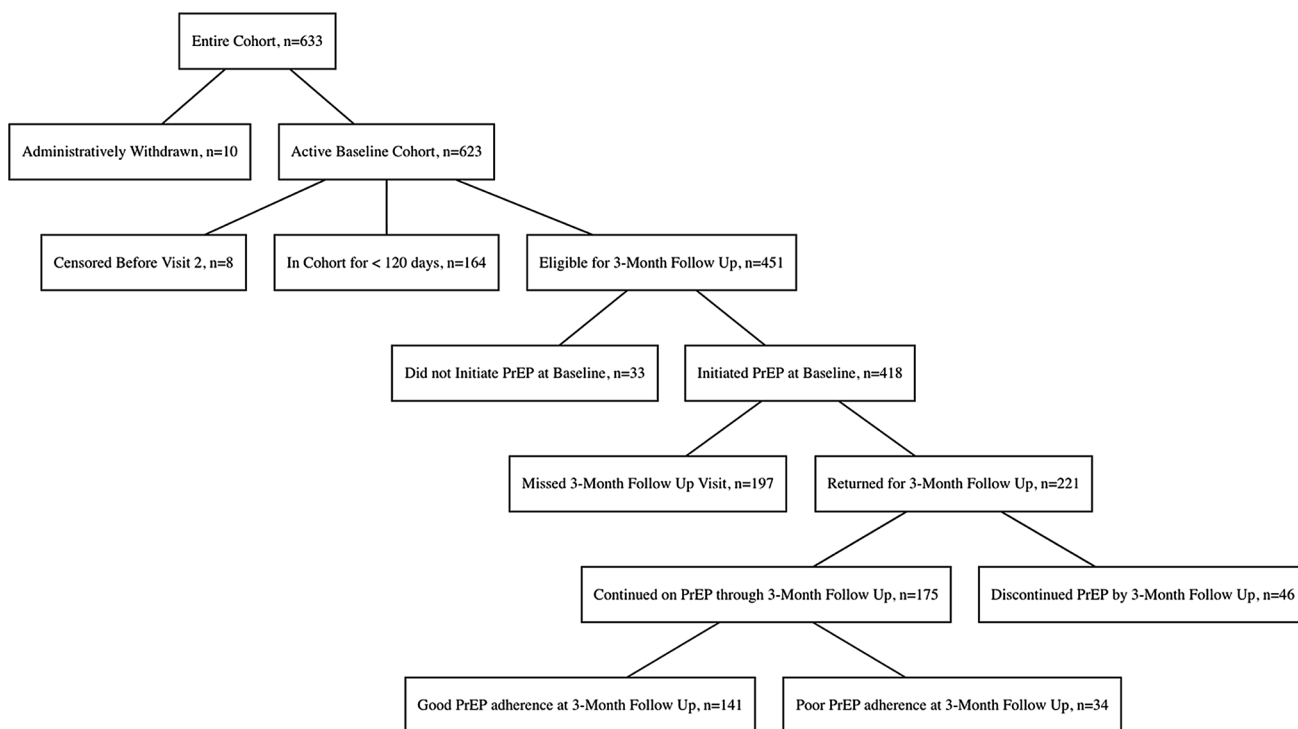 Entire Cohort, n=633
Administratively Withdrawn, n=10
Active Baseline Cohort, n=623
Censored Before Visit 2, n=8
In Cohort for < 120 days, n=164
Eligible for 3-Month Follow Up, n=451
Did not Initiate PrEP at Baseline, n=33
Initiated PrEP at Baseline, n=418
Missed 3-Month Follow Up Visit, n=197
Returned for 3-Month Follow Up, n=221
Continued on PrEP through 3-Month Follow Up, n=175
Discontinued PrEP by 3-Month Follow Up, n=46
Good PrEP adherence at 3-Month Follow Up, n=141
Poor PrEP adherence at 3-Month Follow Up, n=34